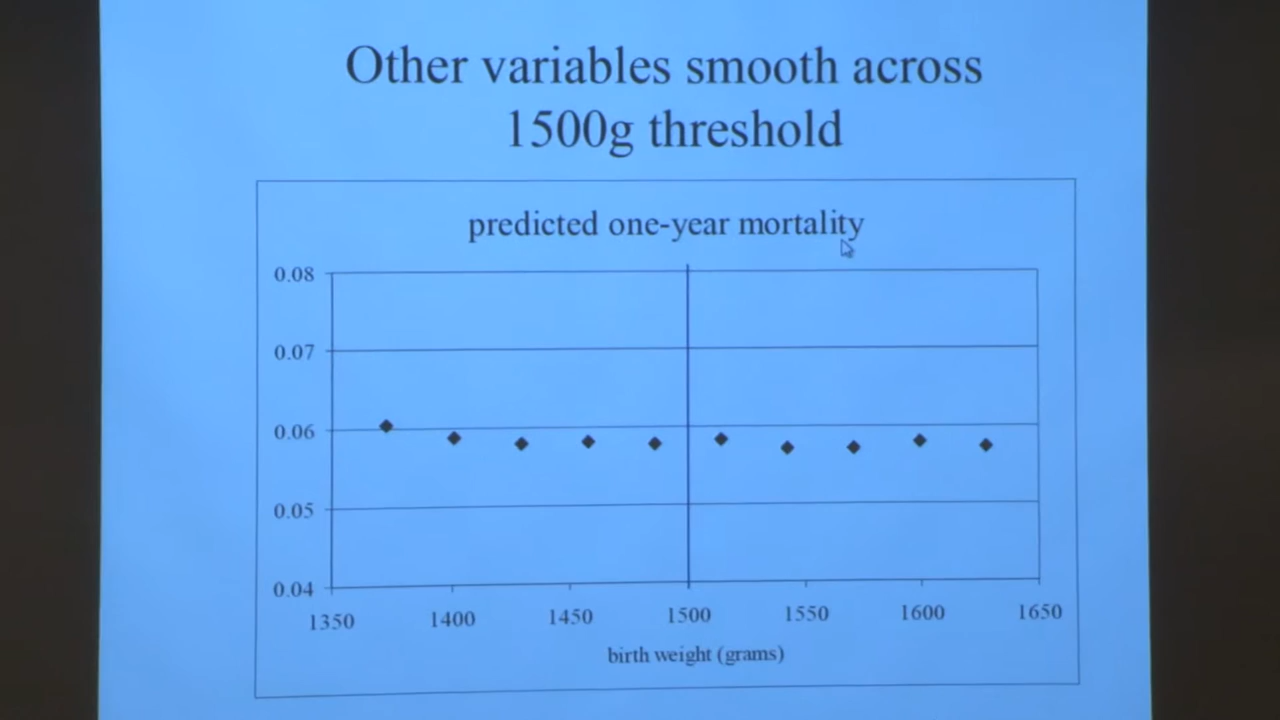 Other variables smooth across
1500g threshold
predicted one-year mortality
0.08
0.07
0.06
0.05
0.04
1350 1400 1450 1500 1550 1600 1650
birth weight (grams)